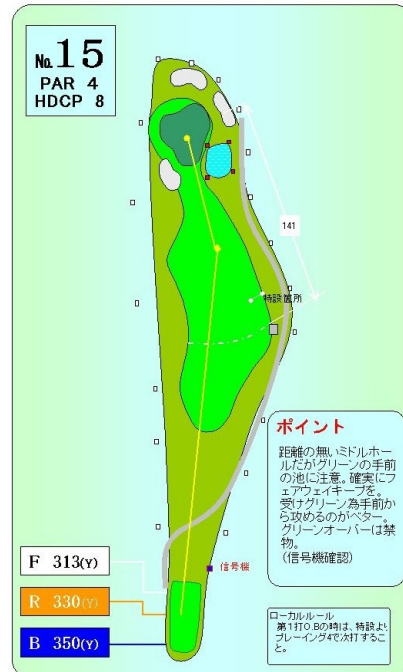 No.15
PAR 4
HDCP 8
141
特設箇所
ポイント
距離の無いミドルホー
ルだがグリーンの手前
の池に注意。確実にフ
ェアウェイキープを。
受けグリーン為手前か
ら攻めるのがベター。
グリーンオーバーは禁
物。
(信号機確認)
信号機
F 313(Y)
R 330(Y)
B 350(Y)
ローカルルール
第1打O.Bの時は、特設より
プレーイング4で次打するこ
と。